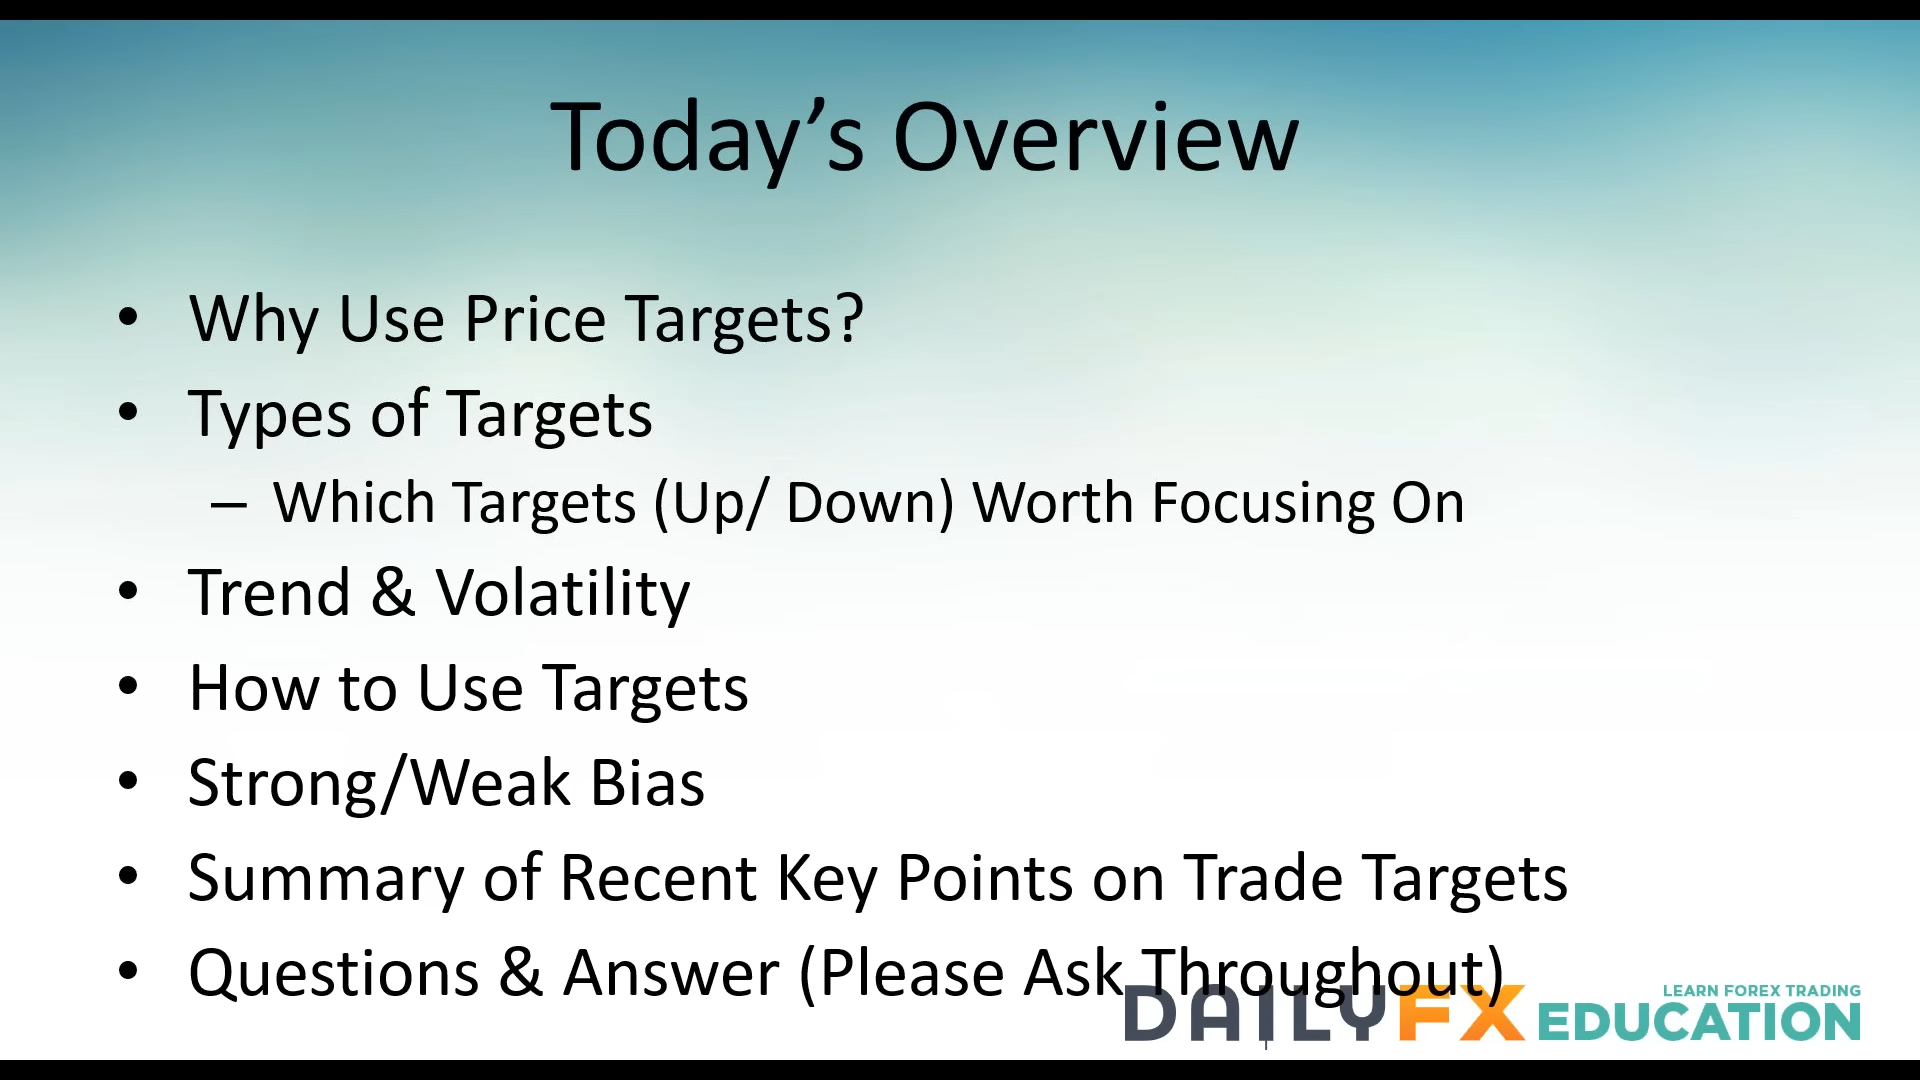 Today’s Overview
• Why Use Price Targets?
• Types of Targets
– Which Targets (Up/ Down) Worth Focusing On
• Trend & Volatility
• How to Use Targets
• Strong/Weak Bias
• Summary of Recent Key Points on Trade Targets
• Questions & Answer (Please Ask Throughout)
LEARN FOREX TRADING
DAILYFX EDUCATION